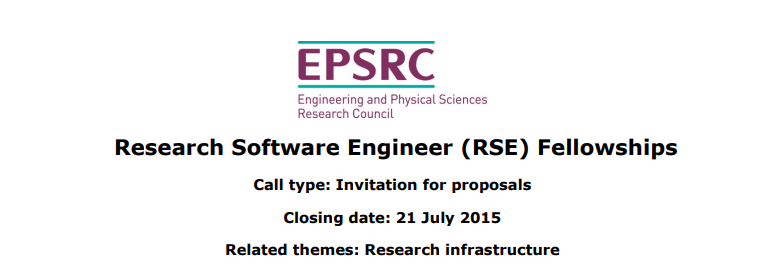 EPSRC
Engineering and Physical Sciences
Research Council
Research Software Engineer (RSE) Fellowships
Call type: Invitation for proposals
Closing date: 21 July 2015
Related themes: Research infrastructure